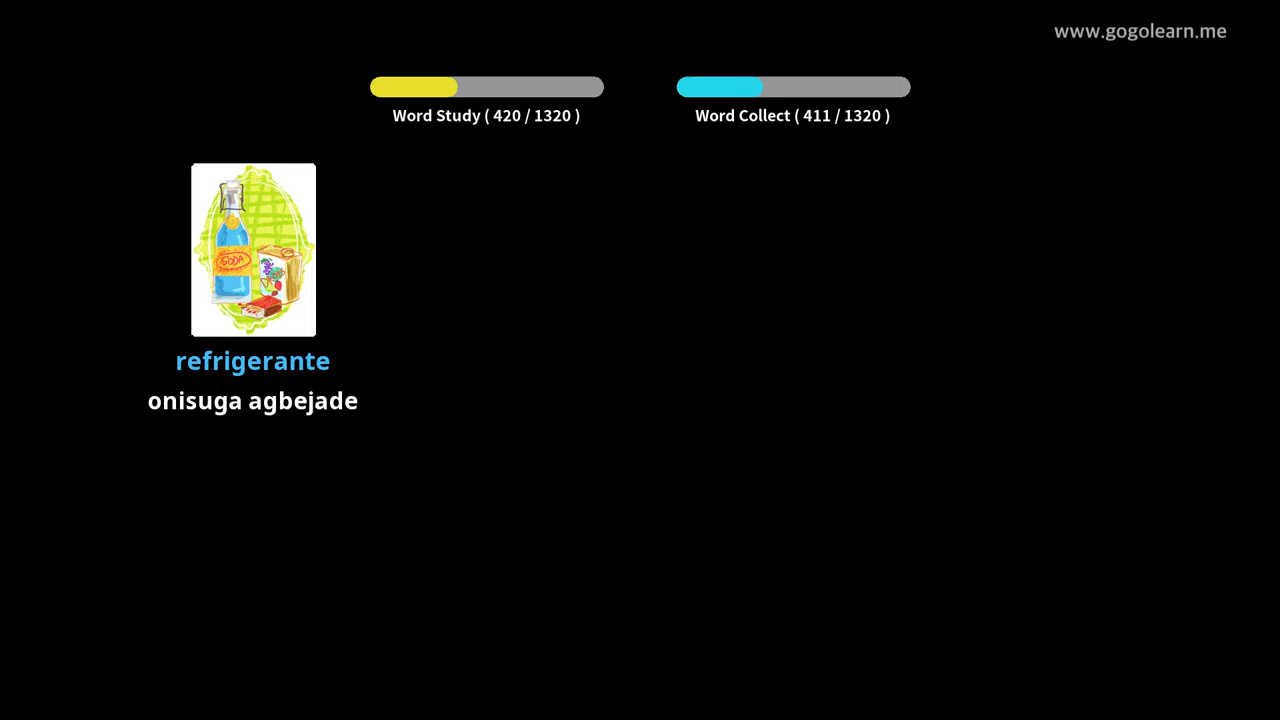 www.gogolearn.me
Word Study ( 420 / 1320 )
Word Collect ( 411 / 1320 )
SODA
refrigerante
onisuga agbejade